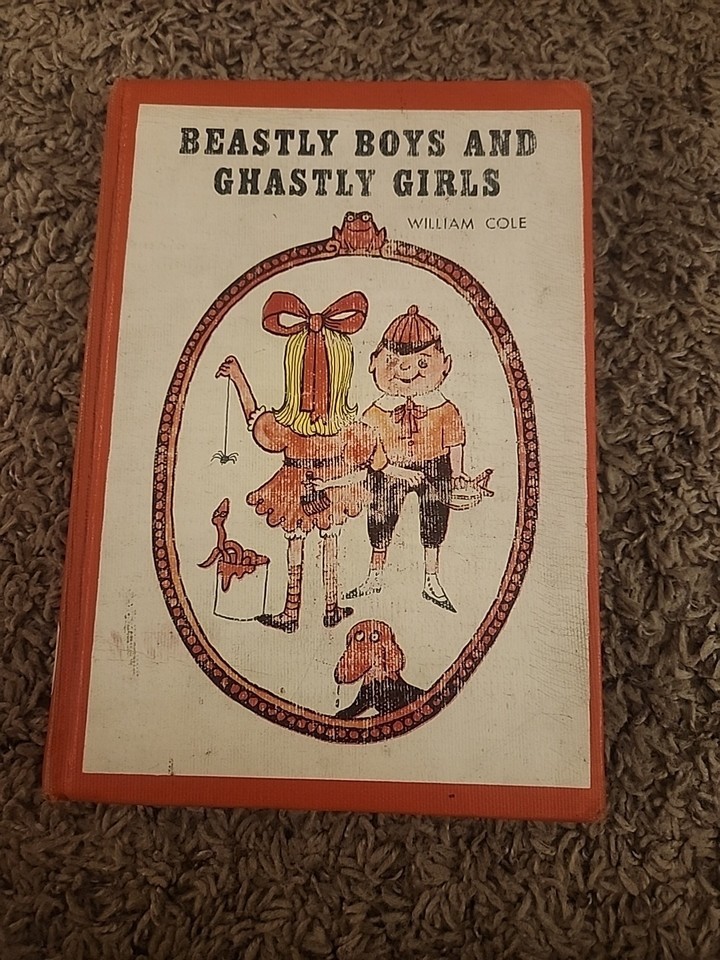 BEASTLY BOYS AND
GHASTLY GIRLS
WILLIAM COLE